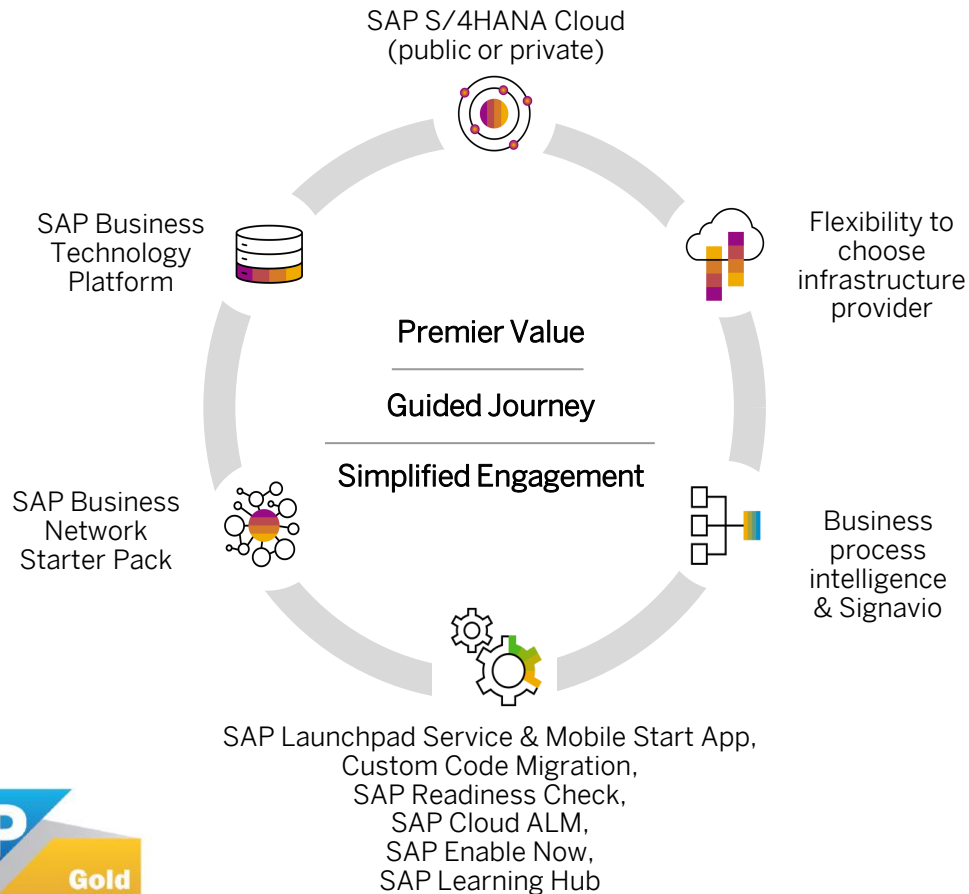 SAP S/4HANA Cloud
(public or private)
SAP Business
Technology
Platform
Flexibility to
choose
infrastructure
provider
Premier Value
Guided Journey
Simplified Engagement
SAP Business
Network
Starter Pack
Business
process
intelligence
& Signavio
SAP Launchpad Service & Mobile Start App,
Custom Code Migration,
SAP Readiness Check,
SAP Cloud ALM,
SAP Enable Now,
SAP Learning Hub
P
Gold